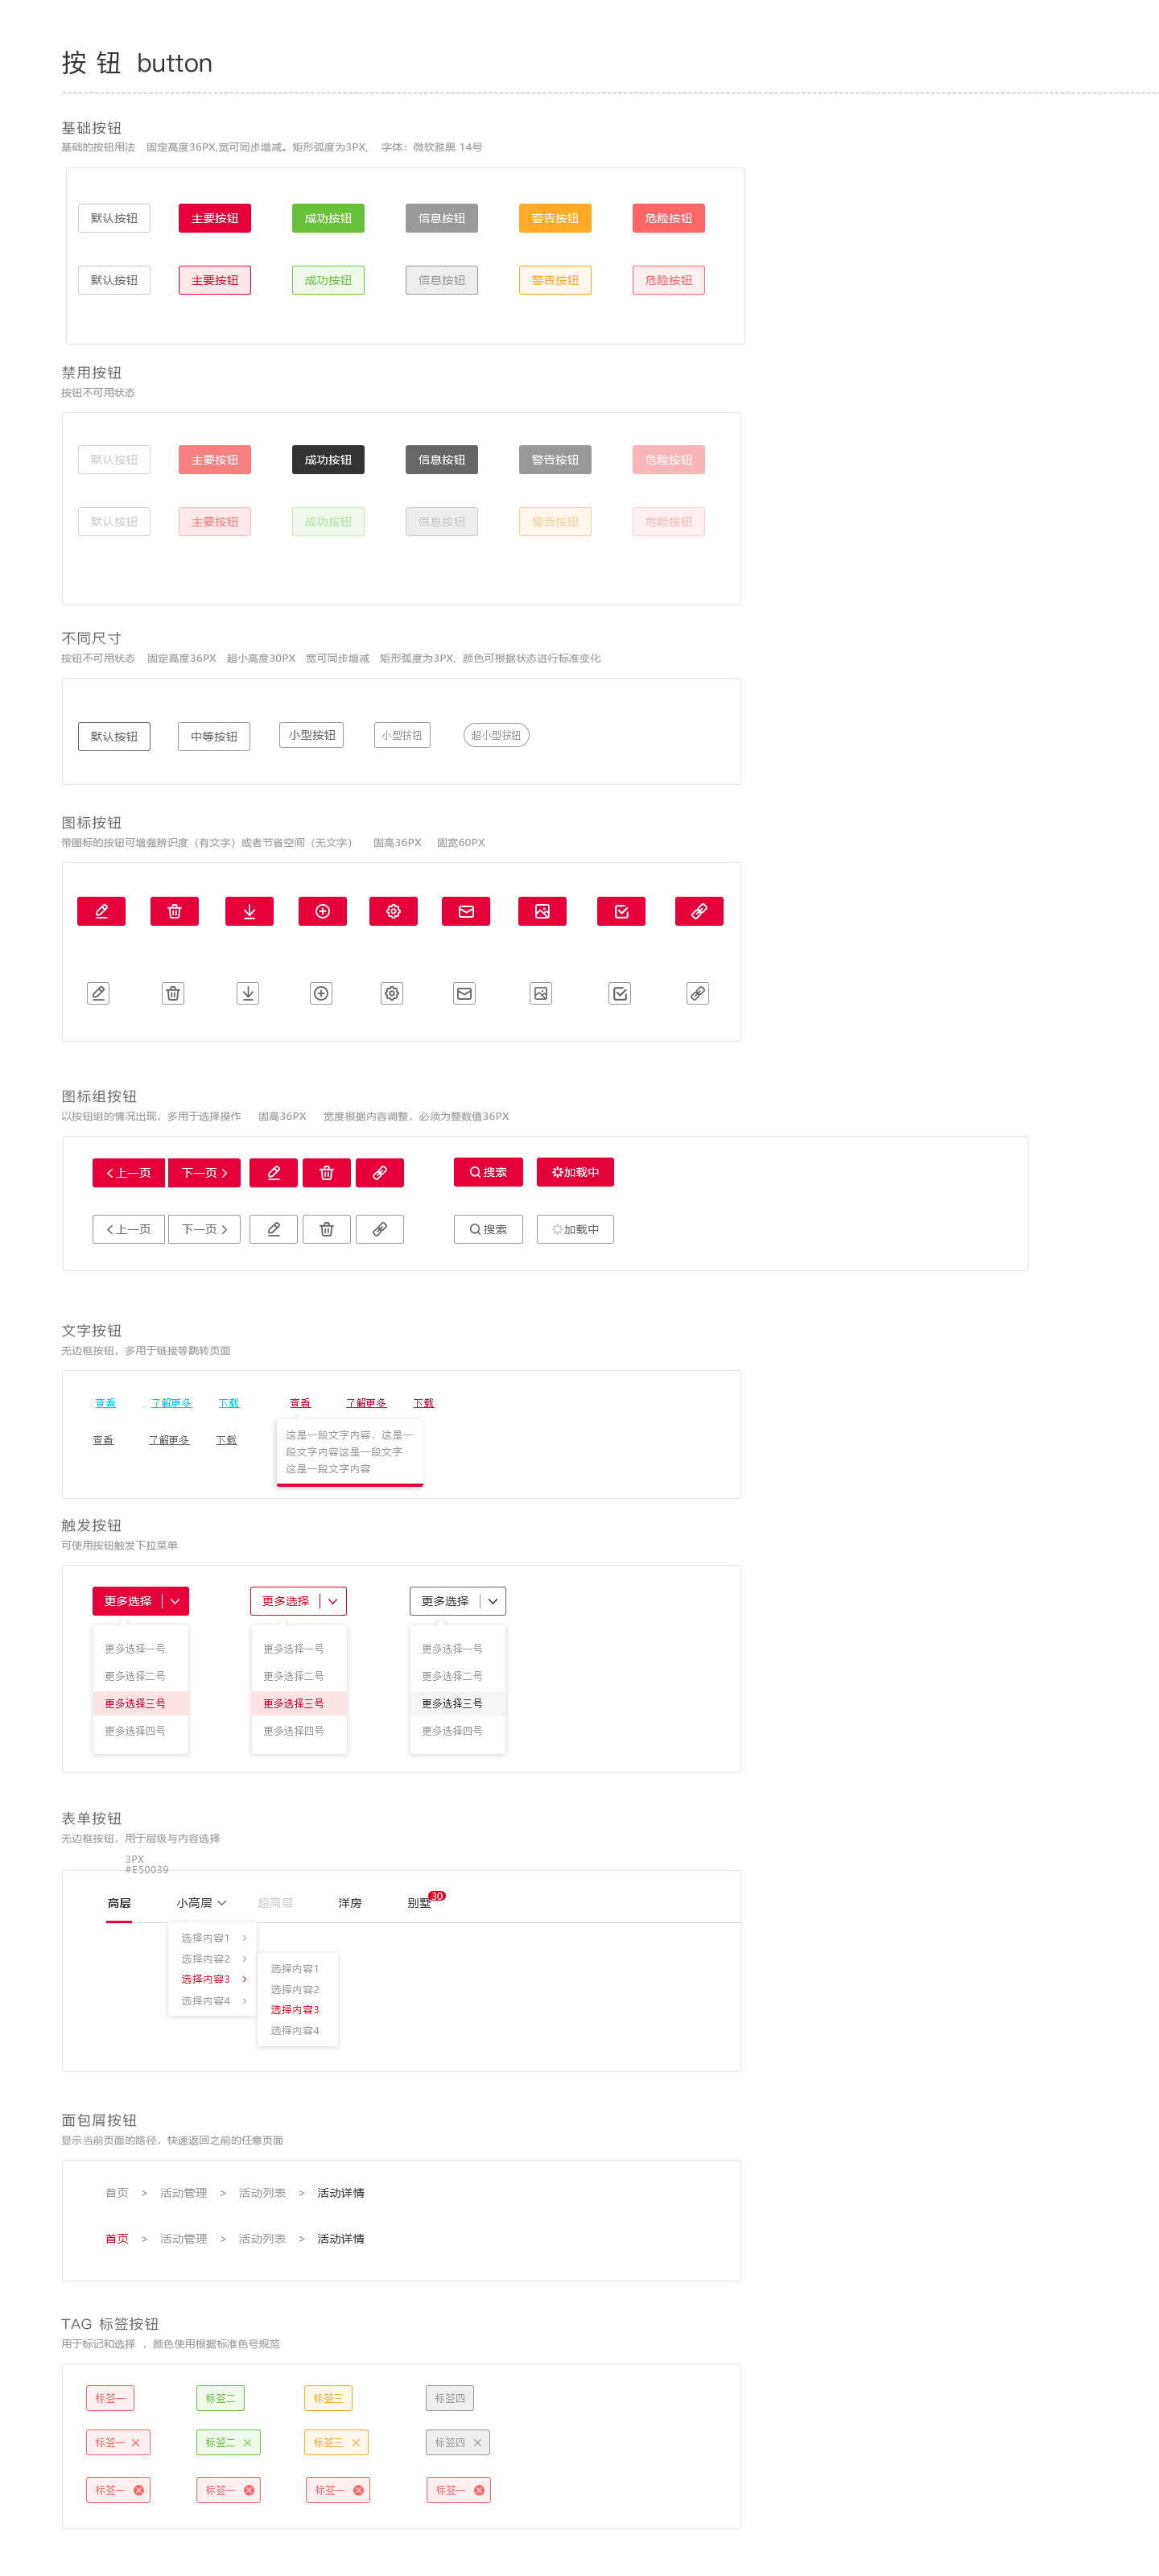 按 钮 button
基础按钮
基础的按钮用法 固定高度36PX,宽可同步增减。矩形弧度为3PX, 字体：微软雅黑 14号
默认按钮 主要按钮 成功按钮 信息按钮 警告按钮 危险按钮
默认按钮 主要按钮 成功按钮 信息按钮 警告按钮 危险按钮
禁用按钮
按钮不可用状态
默认按钮 主要按钮 成功按钮 信息按钮 警告按钮 危险按钮
默认按钮 主要按钮 成功按钮 信息按钮 警告按钮 危险按钮
不同尺寸
按钮不可用状态 固定高度36PX 超小高度30PX 宽可同步增减 矩形弧度为3PX, 颜色可根据状态进行标准变化
默认按钮 中等按钮 小型按钮 小型按钮 超小型按钮
图标按钮
带图标的按钮可增强辨识度（有文字）或者节省空间（无文字） 固高36PX 固宽60PX
图标组按钮
以按钮组的情况出现，多用于选择操作 固高36PX 宽度根据内容调整，必须为整数值36PX
上一页 下一页 搜索 加载中
上一页 下一页 搜索 加载中
文字按钮
无边框按钮，多用于链接等跳转页面
查看 了解更多 下载 查看 了解更多 下载
查看 了解更多 下载
这是一段文字内容，这是一
段文字内容这是一段文字
这是一段文字内容
触发按钮
可使用按钮触发下拉菜单
更多选择 更多选择 更多选择
更多选择一号 更多选择一号 更多选择一号
更多选择二号 更多选择二号 更多选择二号
更多选择三号 更多选择三号 更多选择三号
更多选择四号 更多选择四号 更多选择四号
表单按钮
无边框按钮，用于层级与内容选择
3PX
#E50039
高层 小高层 超高层 洋房 别墅 30
选择内容1
选择内容2
选择内容3
选择内容4
选择内容1
选择内容2
选择内容3
选择内容4
面包屑按钮
显示当前页面的路径，快速返回之前的任意页面
首页 > 活动管理 > 活动列表 > 活动详情
首页 > 活动管理 > 活动列表 > 活动详情
TAG 标签按钮
用于标记和选择 ，颜色使用根据标准色号规范
标签一 标签二 标签三 标签四
标签一 标签二 标签三 标签四
标签一 标签一 标签一 标签一